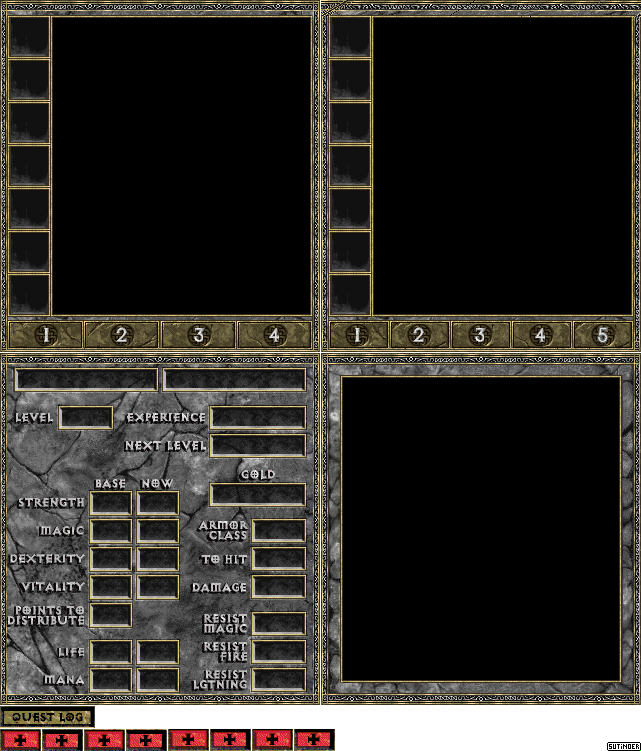 1 2 3 4
1 2 3 4 5
LEVEL EXPERIENCE
NEXT LEVEL
GOLD
BASE NOW
STRENGTH
MAGIC
DEXTERITY
VITALITY
POINTS TO
DISTRIBUTE
LIFE
MANA
ARMOR
CLASS
TO HIT
DAMAGE
RESIST
MAGIC
RESIST
FIRE
RESIST
LGTNING
QUEST LOG
SUTINGER